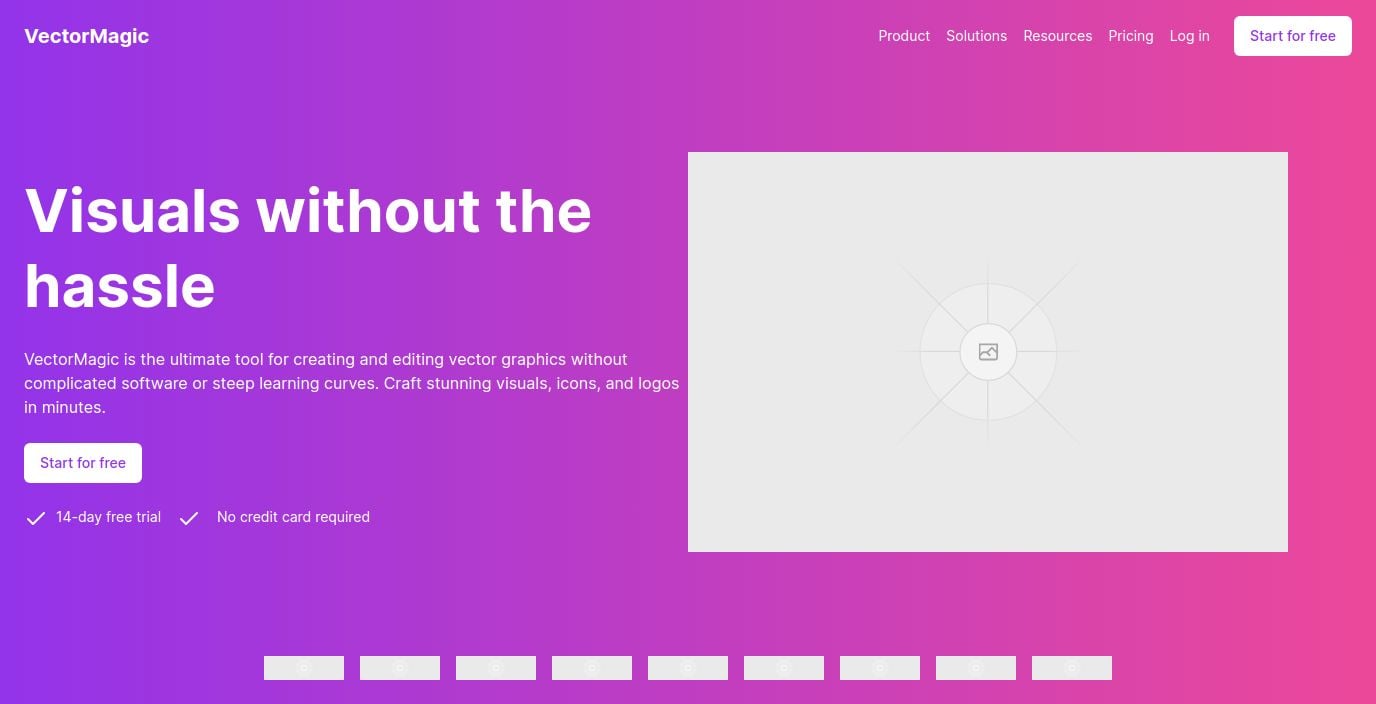 VectorMagic
Product Solutions Resources Pricing Log in Start for free
Visuals without the
hassle
VectorMagic is the ultimate tool for creating and editing vector graphics without
complicated software or steep learning curves. Craft stunning visuals, icons, and logos
in minutes.
Start for free
14-day free trial No credit card required